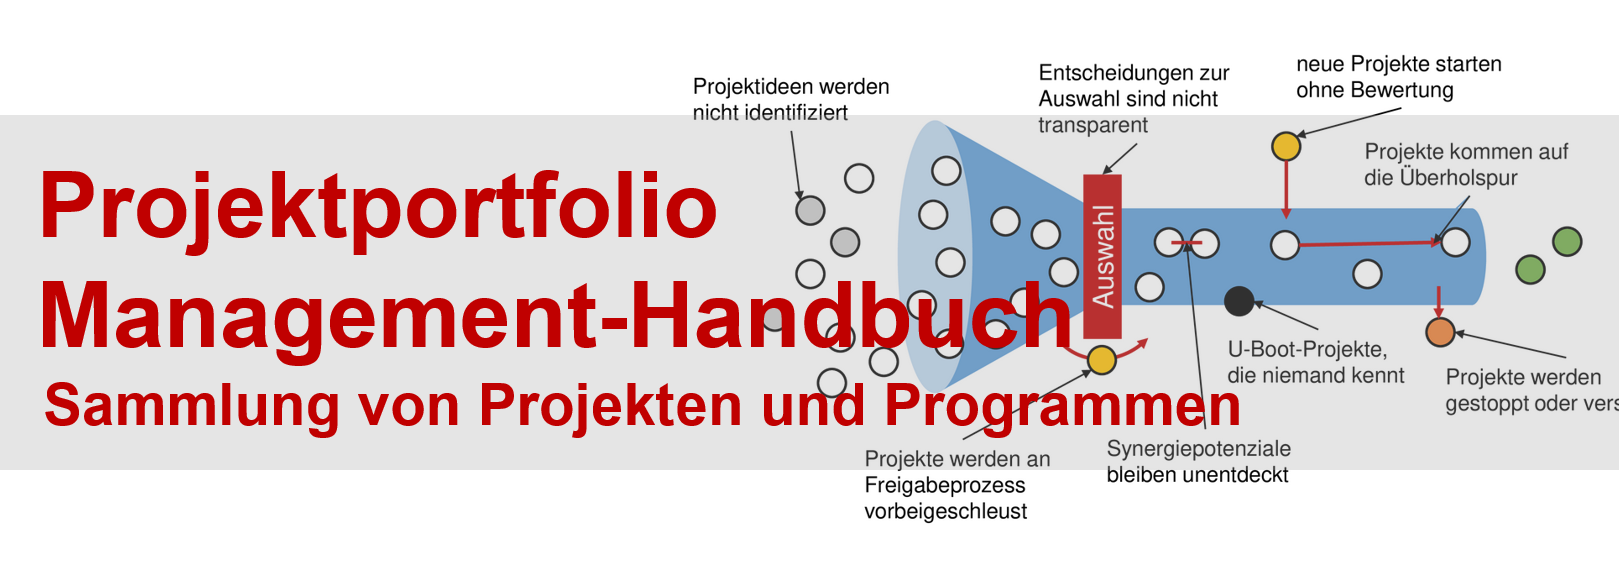 Projektportfolio
Management-Handbuch
Sammlung von Projekten und Programmen
Projektideen werden
nicht identifiziert
Entscheidungen zur
Auswahl sind nicht
transparent
neue Projekte starten
ohne Bewertung
Projekte kommen auf
die Überholspur
Auswahl
U-Boot-Projekte,
die niemand kennt
Projekte werden
gestoppt oder vers
Projekte werden an
Freigabeprozess
vorbeigeschleust
Synergiepotenziale
bleiben unentdeckt